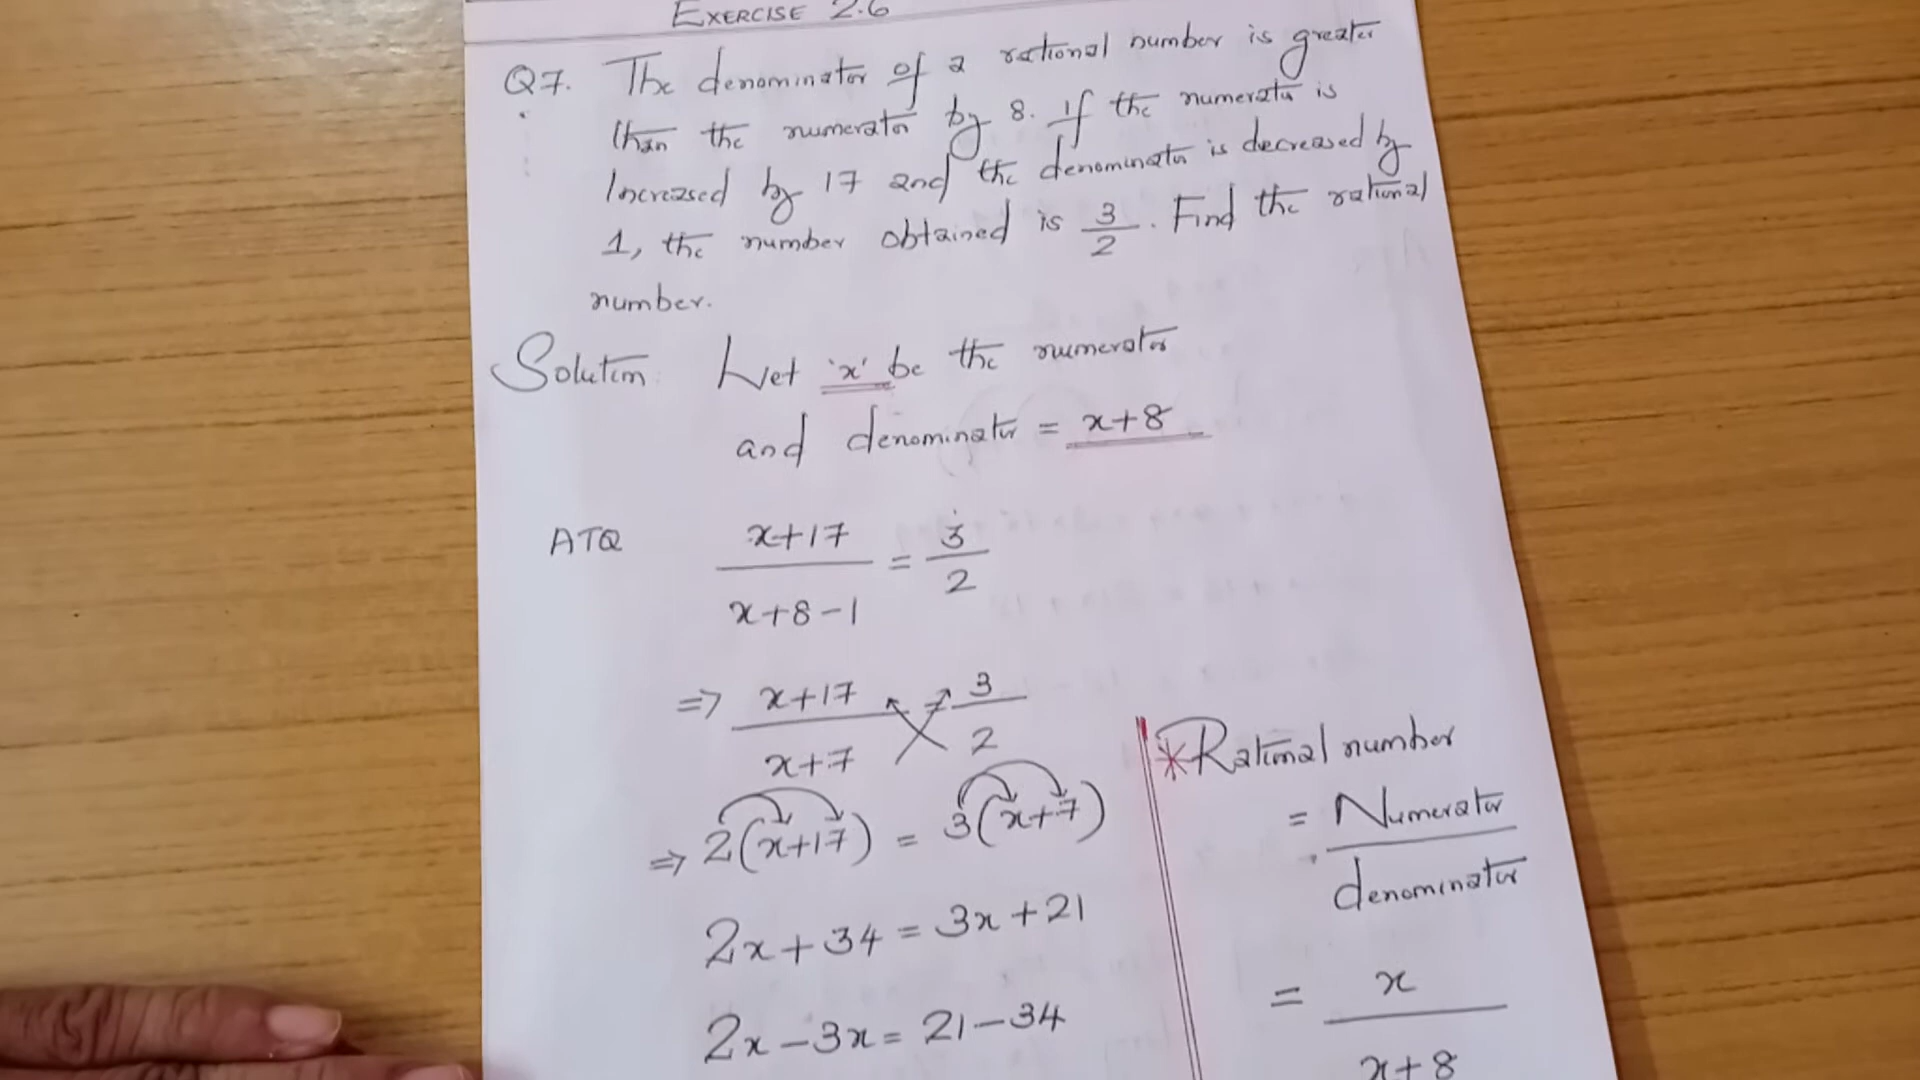 EXERCISE 2.6
Q7. The denominator of a rational number is greater
than the numerator by 8. If the numerator is
Increased by 17 and the denominator is decreased by
1, the number obtained is 3/2. Find the rational
number.
Solution Let 'x' be the numerator
and denominator = x+8
ATQ x+17/x+8-1 = 3/2
⇒ x+17/x+7 = 3/2
⇒ 2(x+17) = 3(x+7)
2x+34 = 3x+21
2x-3x = 21-34
*Rational number
= Numerator/denominator
= x/x+8